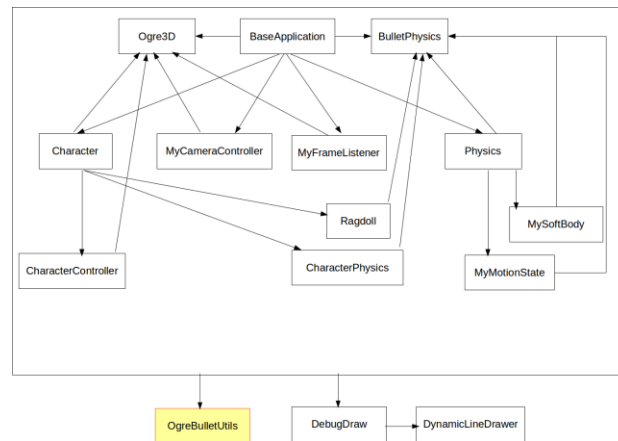 Ogre3D
BaseApplication
BulletPhysics
Character
MyCameraController
MyFrameListener
Physics
Ragdoll
MySoftBody
CharacterController
CharacterPhysics
MyMotionState
OgreBulletUtils
DebugDraw
DynamicLineDrawer